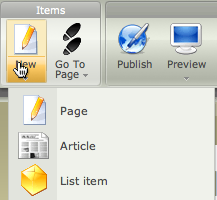 Items
New
Go To
Page
Publish
Preview
Page
Article
List item